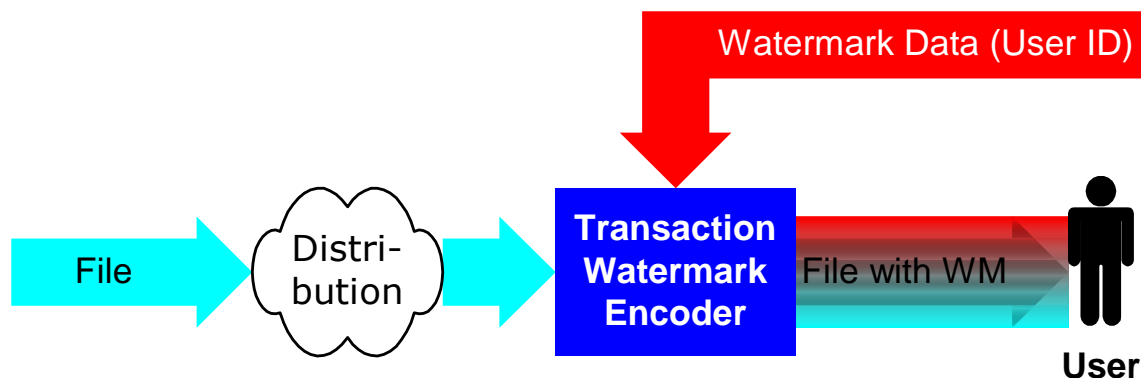 Watermark Data (User ID)
File
Distri-
bution
Transaction
Watermark
Encoder
File with WM
User